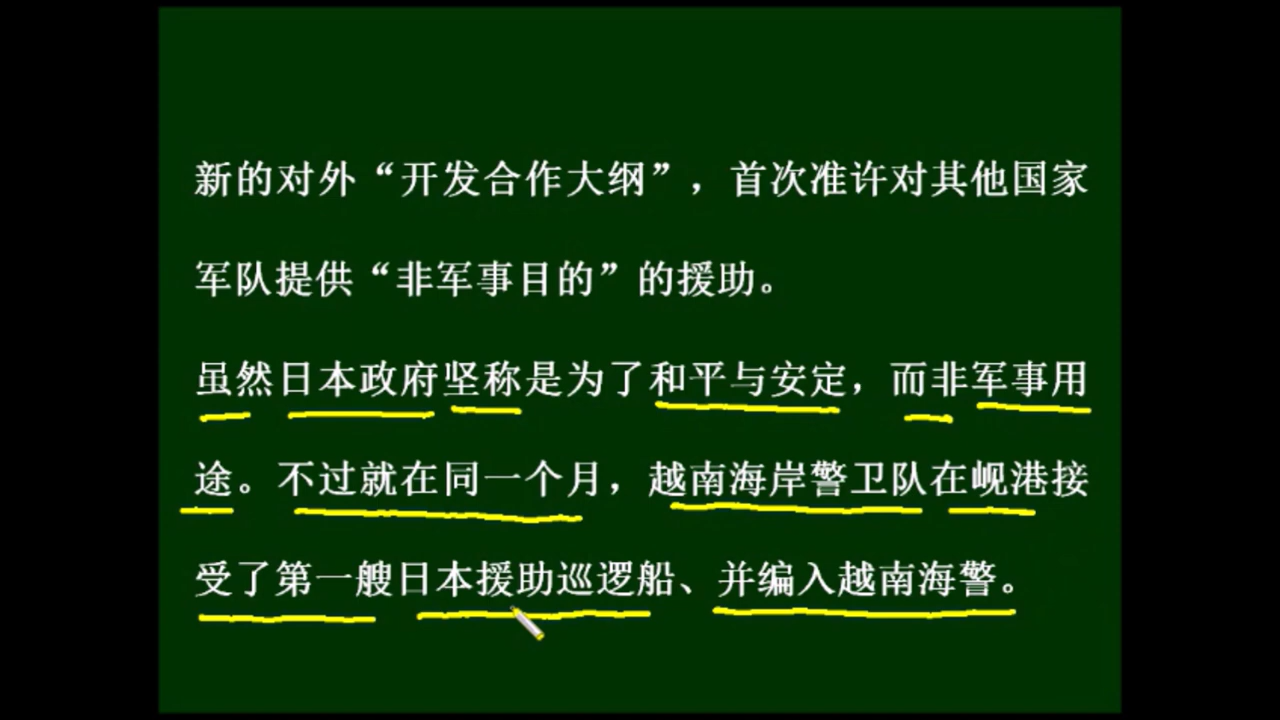 新的对外“开发合作大纲”，首次准许对其他国家
军队提供“非军事目的”的援助。
虽然日本政府坚称是为了和平与安定，而非军事用
途。不过就在同一个月，越南海岸警卫队在岘港接
受了第一艘日本援助巡逻船、并编入越南海警。